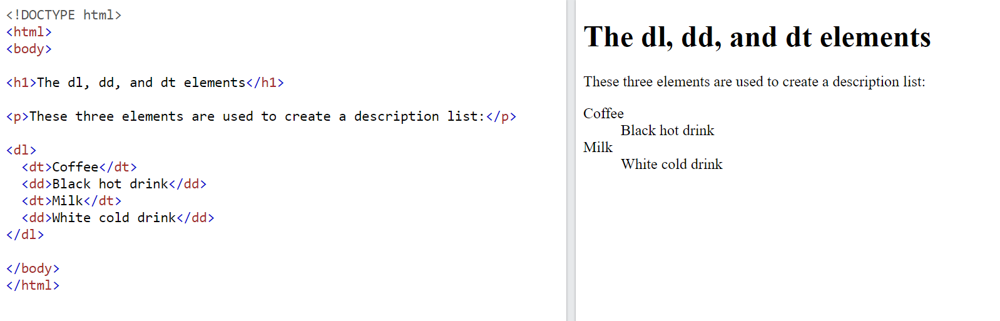 <!DOCTYPE html>
<html>
<body>
<h1>The dl, dd, and dt elements</h1>
<p>These three elements are used to create a description list:</p>
<dl>
  <dt>Coffee</dt>
  <dd>Black hot drink</dd>
  <dt>Milk</dt>
  <dd>White cold drink</dd>
</dl>
</body>
</html>
The dl, dd, and dt elements
These three elements are used to create a description list:
Coffee
Black hot drink
Milk
White cold drink